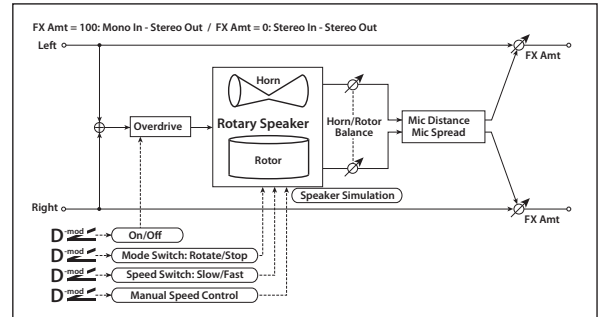 FX Amt = 100: Mono In - Stereo Out / FX Amt = 0: Stereo In - Stereo Out
Left
FX Amt
Horn
Overdrive
Rotary Speaker
Horn/Rotor
Balance
Mic Distance
Mic Spread
Rotor
Speaker Simulation
Right
FX Amt
D-mod On/Off
D-mod Mode Switch: Rotate/Stop
D-mod Speed Switch: Slow/Fast
D-mod Manual Speed Control